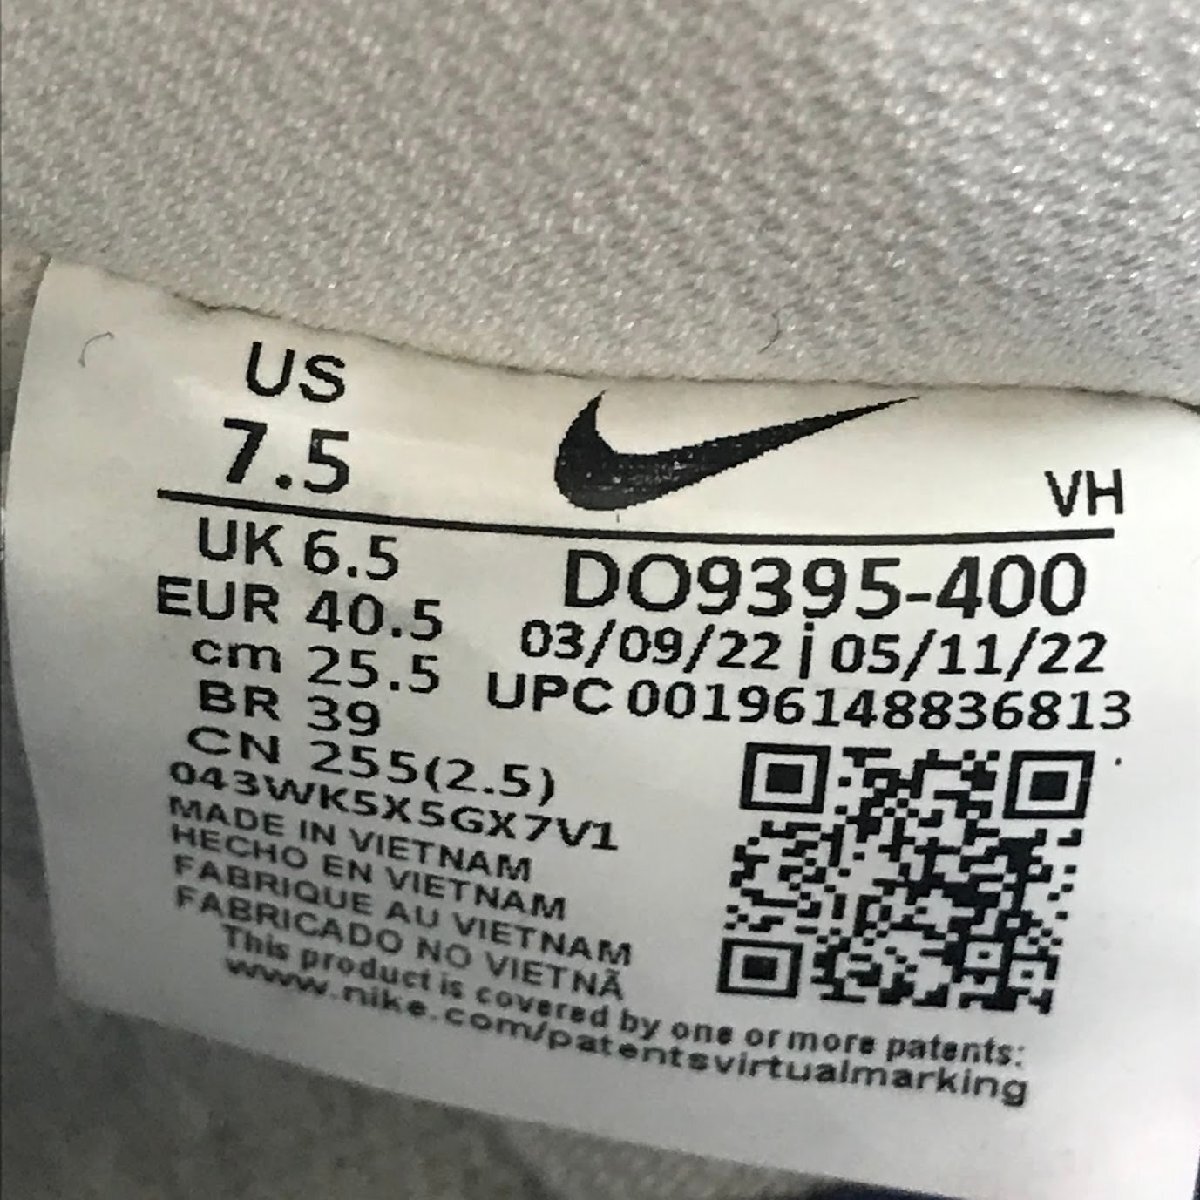 US
7.5
VH
UK 6.5
EUR 40.5
cm 25.5
BR 39
CN 255(2.5)
DO9395-400
03/09/22 | 05/11/22
UPC 00196148836813
043WK5X5GX7V1
MADE IN VIETNAM
HECHO EN VIETNAM
FABRIQUE AU VIETNAM
FABRICADO NO VIETNÃ
This product is covered by one or more patents:
www.nike.com/patentsvirtualmarking